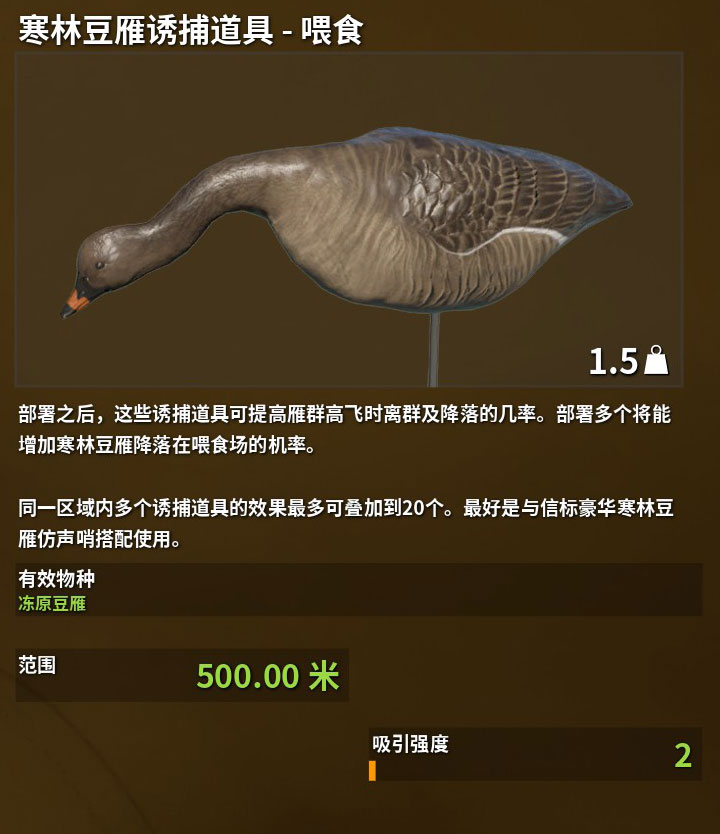 寒林豆雁诱捕道具 - 喂食
1.5
部署之后，这些诱捕道具可提高雁群高飞时离群及降落的几率。部署多个将能
增加寒林豆雁降落在喂食场的机率。
同一区域内多个诱捕道具的效果最多可叠加到20个。最好是与信标豪华寒林豆
雁仿声哨搭配使用。
有效物种
冻原豆雁
范围
500.00 米
吸引强度
2